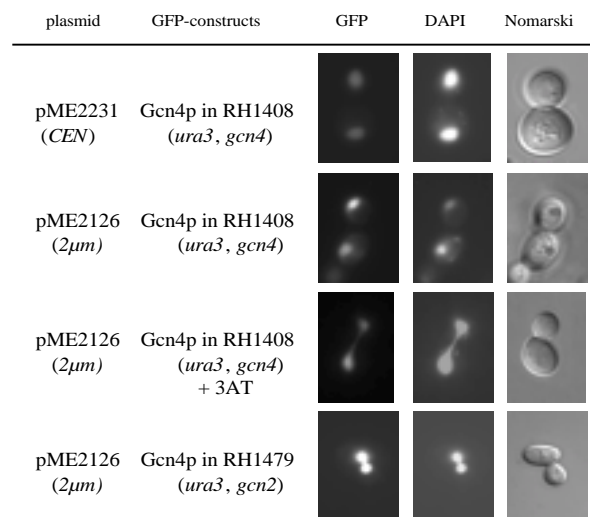 plasmid GFP-constructs GFP DAPI Nomarski
pME2231 Gcn4p in RH1408
(CEN) (ura3, gcn4)
pME2126 Gcn4p in RH1408
(2μm) (ura3, gcn4)
pME2126 Gcn4p in RH1408
(2μm) (ura3, gcn4)
+ 3AT
pME2126 Gcn4p in RH1479
(2μm) (ura3, gcn2)